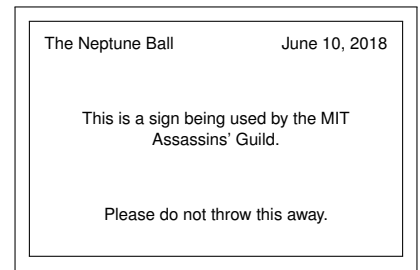 The Neptune Ball June 10, 2018
This is a sign being used by the MIT
Assassins’ Guild.
Please do not throw this away.